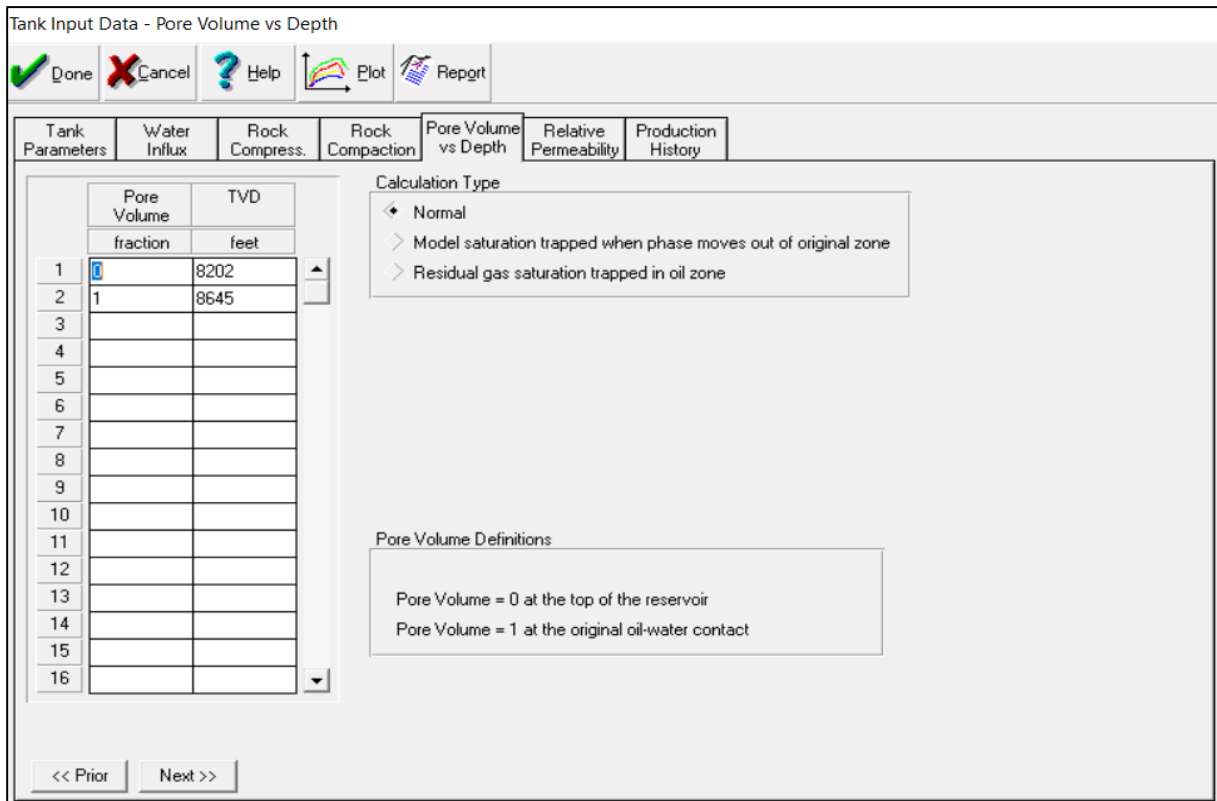 Tank Input Data - Pore Volume vs Depth
Done Cancel Help Plot Report
Tank Parameters
Water Influx
Rock Compress.
Rock Compaction
Pore Volume vs Depth
Relative Permeability
Production History
Pore Volume TVD
fraction feet
1 0 8202
2 1 8645
3
4
5
6
7
8
9
10
11
12
13
14
15
16
Calculation Type
Normal
Model saturation trapped when phase moves out of original zone
Residual gas saturation trapped in oil zone
Pore Volume Definitions
Pore Volume = 0 at the top of the reservoir
Pore Volume = 1 at the original oil-water contact
<< Prior Next >>